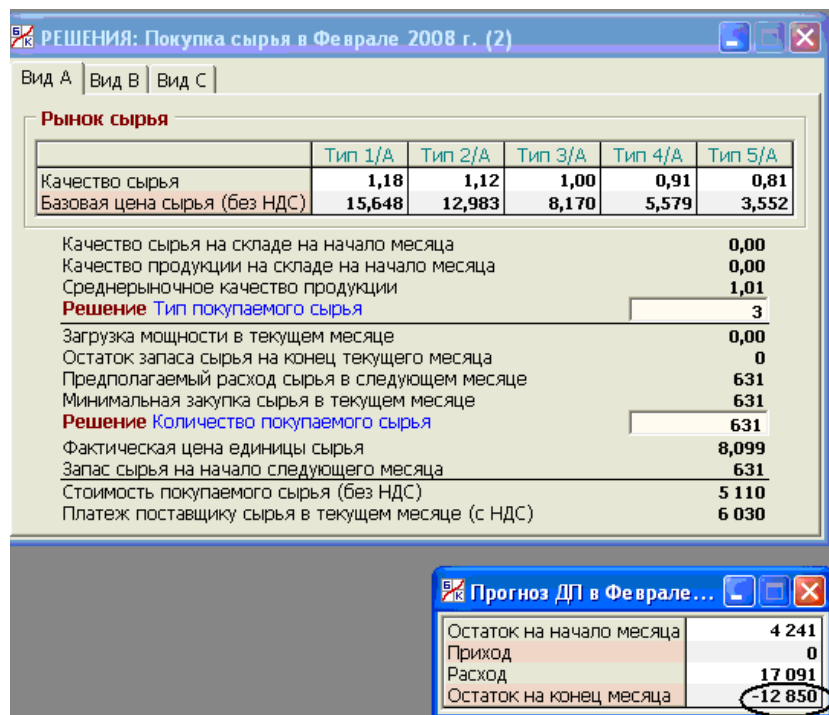 РЕШЕНИЯ: Покупка сырья в Феврале 2008 г. (2)
Вид A Вид B Вид C
Рынок сырья
Тип 1/A Тип 2/A Тип 3/A Тип 4/A Тип 5/A
Качество сырья 1,18 1,12 1,00 0,91 0,81
Базовая цена сырья (без НДС) 15,648 12,983 8,170 5,579 3,552
Качество сырья на складе на начало месяца 0,00
Качество продукции на складе на начало месяца 0,00
Среднерыночное качество продукции 1,01
Решение Тип покупаемого сырья 3
Загрузка мощности в текущем месяце 0,00
Остаток запаса сырья на конец текущего месяца 0
Предполагаемый расход сырья в следующем месяце 631
Минимальная закупка сырья в текущем месяце 631
Решение Количество покупаемого сырья 631
Фактическая цена единицы сырья 8,099
Запас сырья на начало следующего месяца 631
Стоимость покупаемого сырья (без НДС) 5 110
Платеж поставщику сырья в текущем месяце (с НДС) 6 030
Прогноз ДП в Феврале...
Остаток на начало месяца 4 241
Приход 0
Расход 17 091
Остаток на конец месяца -12 850